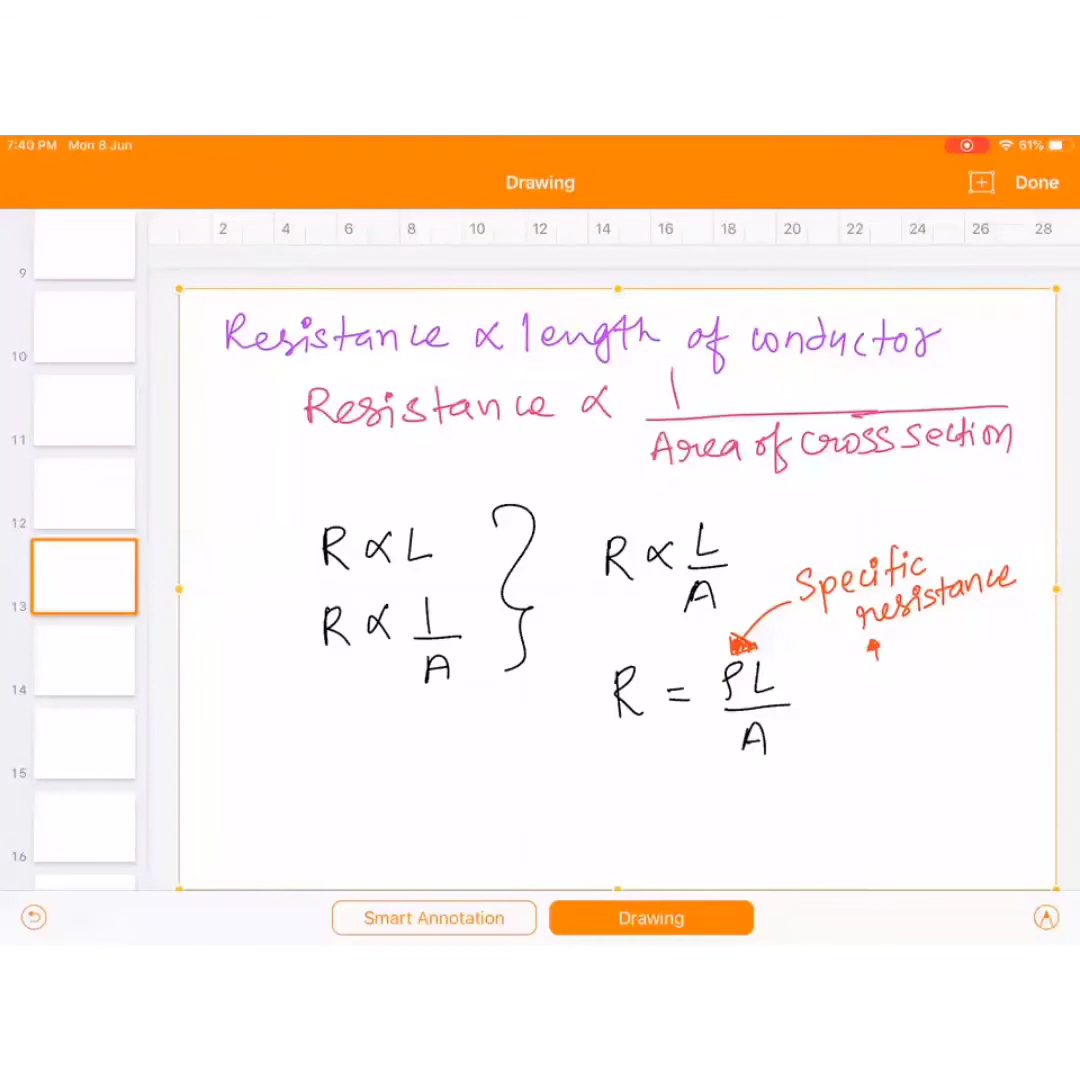 7:40 PM Mon 8 Jun 61%
Drawing Done
2 4 6 8 10 12 14 16 18 20 22 24 26 28
9
10
11
12
13
14
15
16
Resistance ∝ length of conductor
Resistance ∝ 1
Area of cross section
R ∝ L
R ∝ 1
A
R ∝ L
A
Specific
resistance
R = ρL
A
Smart Annotation Drawing